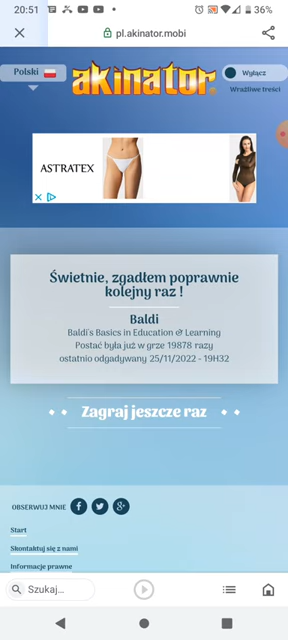 20:51
36%
pl.akinator.mobi
Polski
akinator.
Wyłącz
Wrażliwe treści
ASTRATEX
Świetnie, zgadłem poprawnie
kolejny raz !
Baldi
Baldi's Basics in Education & Learning
Postać była już w grze 19878 razy
ostatnio odgadywany 25/11/2022 - 19H32
Zagraj jeszcze raz
OBSERWUJ MNIE
Start
Skontaktuj się z nami
Informacje prawne
Szukaj...